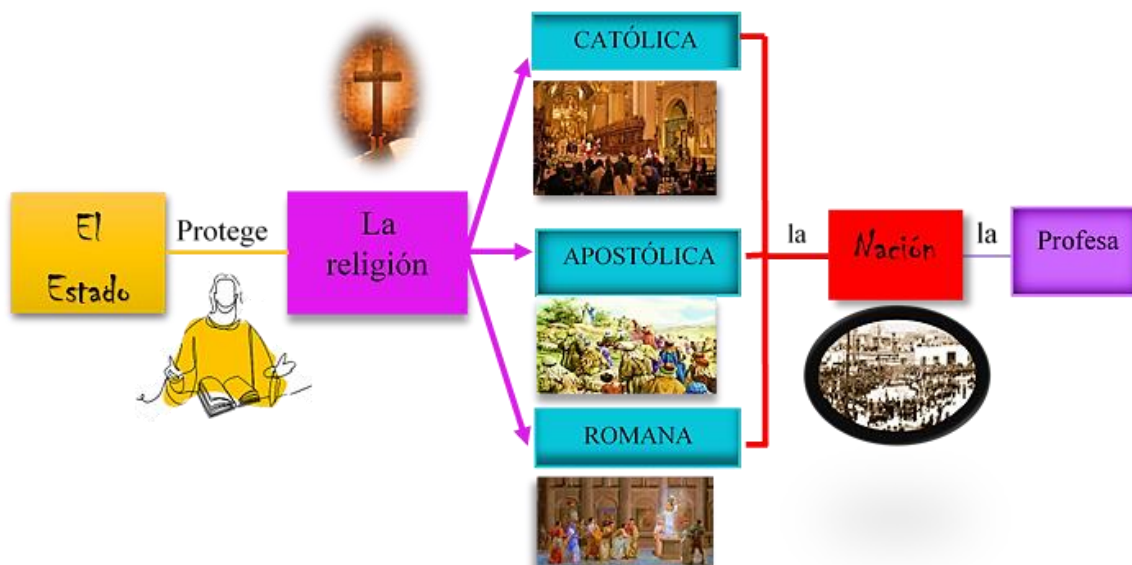 El
Estado
Protege
La
religión
CATÓLICA
APOSTÓLICA
ROMANA
la
Nación
la
Profesa